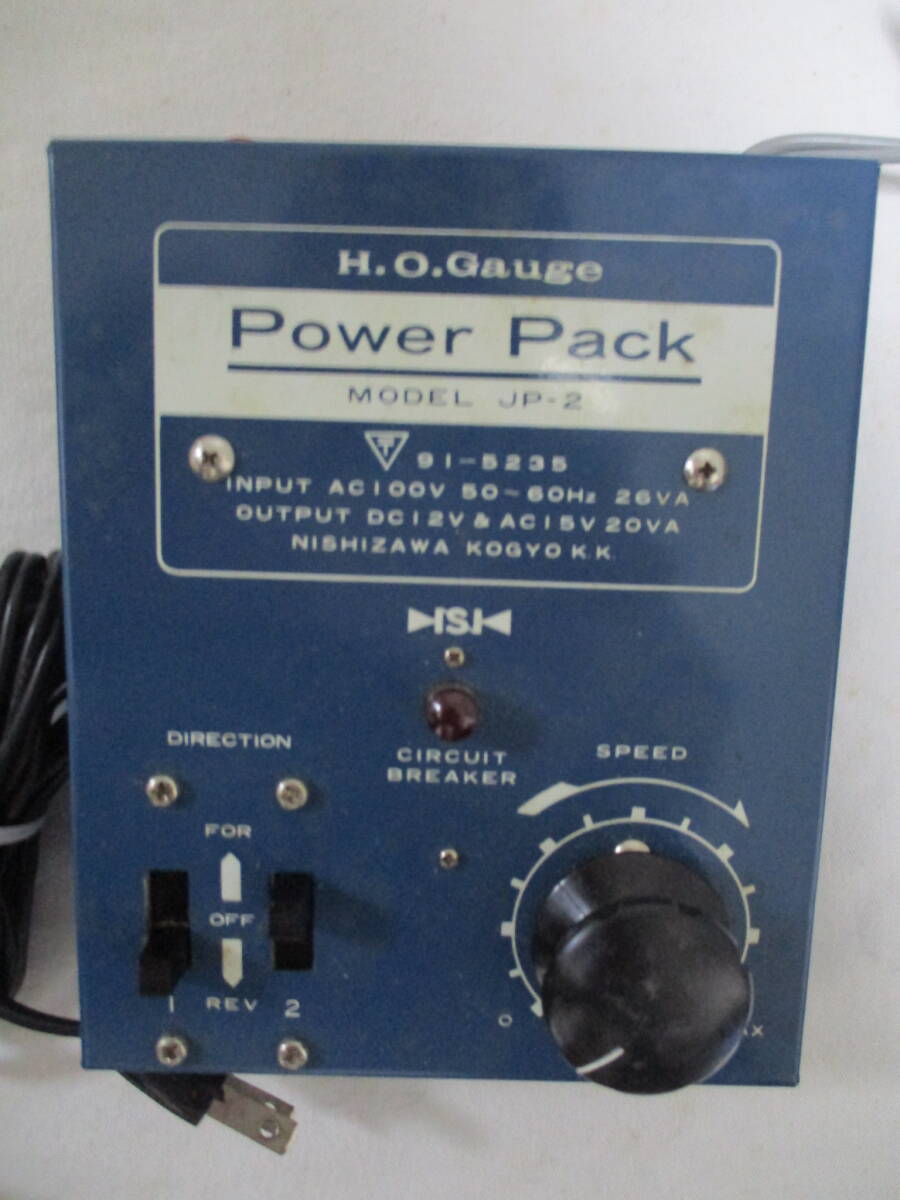 H.O.Gauge
Power Pack
MODEL JP-2
91-5235
INPUT AC100V 50~60Hz 26VA
OUTPUT DC12V & AC15V 20VA
NISHIZAWA KOGYO K.K.
CIRCUIT
BREAKER
DIRECTION
FOR
OFF
REV
1
2
SPEED
0